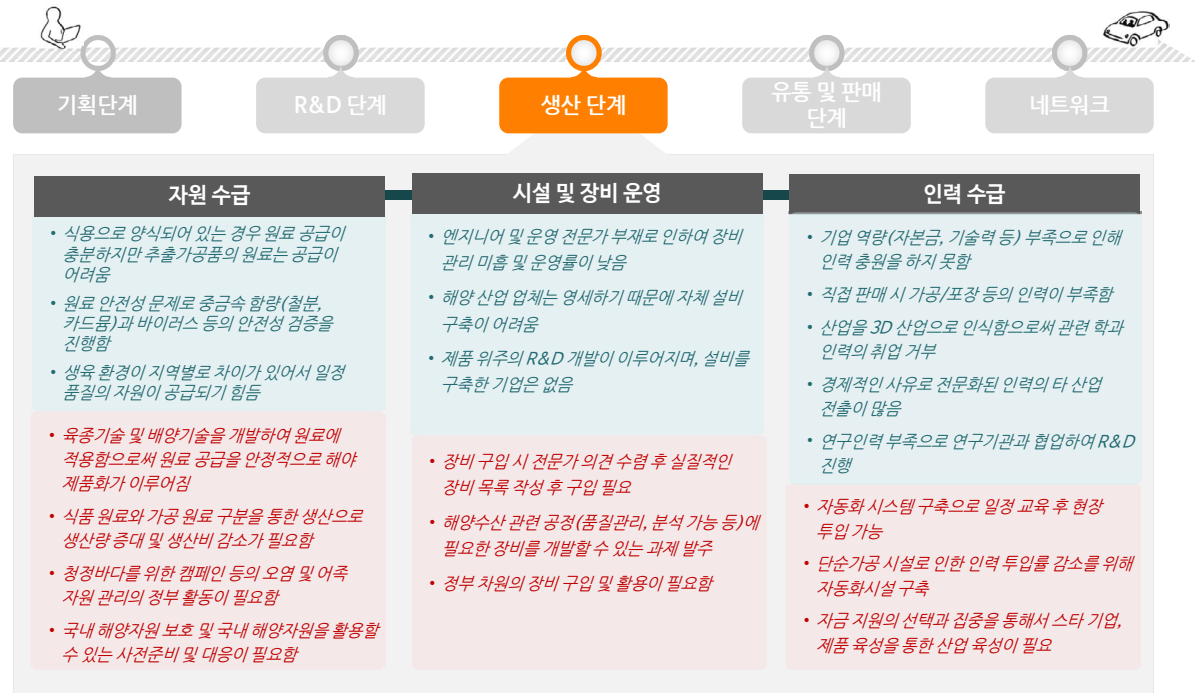 기획단계
R&D 단계
생산 단계
유통 및 판매
단계
네트워크
자원 수급
• 식용으로 양식되어 있는 경우 원료 공급이
충분하지만 추출가공품의 원료는 공급이
어려움
• 원료 안전성 문제로 중금속 함량(철분,
카드뮴)과 바이러스 등의 안전성 검증을
진행함
• 생육 환경이 지역별로 차이가 있어서 일정
품질의 자원이 공급되기 힘듬
• 육종기술 및 배양기술을 개발하여 원료에
적용함으로써 원료 공급을 안정적으로 해야
제품화가 이루어짐
• 식품 원료와 가공 원료 구분을 통한 생산으로
생산량 증대 및 생산비 감소가 필요함
• 청정바다를 위한 캠페인 등의 오염 및 어족
자원 관리의 정부 활동이 필요함
• 국내 해양자원 보호 및 국내 해양자원을 활용할
수 있는 사전준비 및 대응이 필요함
시설 및 장비 운영
• 엔지니어 및 운영 전문가 부재로 인하여 장비
관리 미흡 및 운영률이 낮음
• 해양 산업 업체는 영세하기 때문에 자체 설비
구축이 어려움
• 제품 위주의 R&D 개발이 이루어지며, 설비를
구축한 기업은 없음
• 장비 구입 시 전문가 의견 수렴 후 실질적인
장비 목록 작성 후 구입 필요
• 해양수산 관련 공정(품질관리, 분석 가능 등)에
필요한 장비를 개발할 수 있는 과제 발주
• 정부 차원의 장비 구입 및 활용이 필요함
인력 수급
• 기업 역량(자본금, 기술력 등) 부족으로 인해
인력 충원을 하지 못함
• 직접 판매 시 가공/포장 등의 인력이 부족함
• 산업을 3D 산업으로 인식함으로써 관련 학과
인력의 취업 거부
• 경제적인 사유로 전문화된 인력의 타 산업
전출이 많음
• 연구인력 부족으로 연구기관과 협업하여 R&D
진행
• 자동화 시스템 구축으로 일정 교육 후 현장
투입 가능
• 단순가공 시설로 인한 인력 투입률 감소를 위해
자동화시설 구축
• 자금 지원의 선택과 집중을 통해서 스타 기업,
제품 육성을 통한 산업 육성이 필요